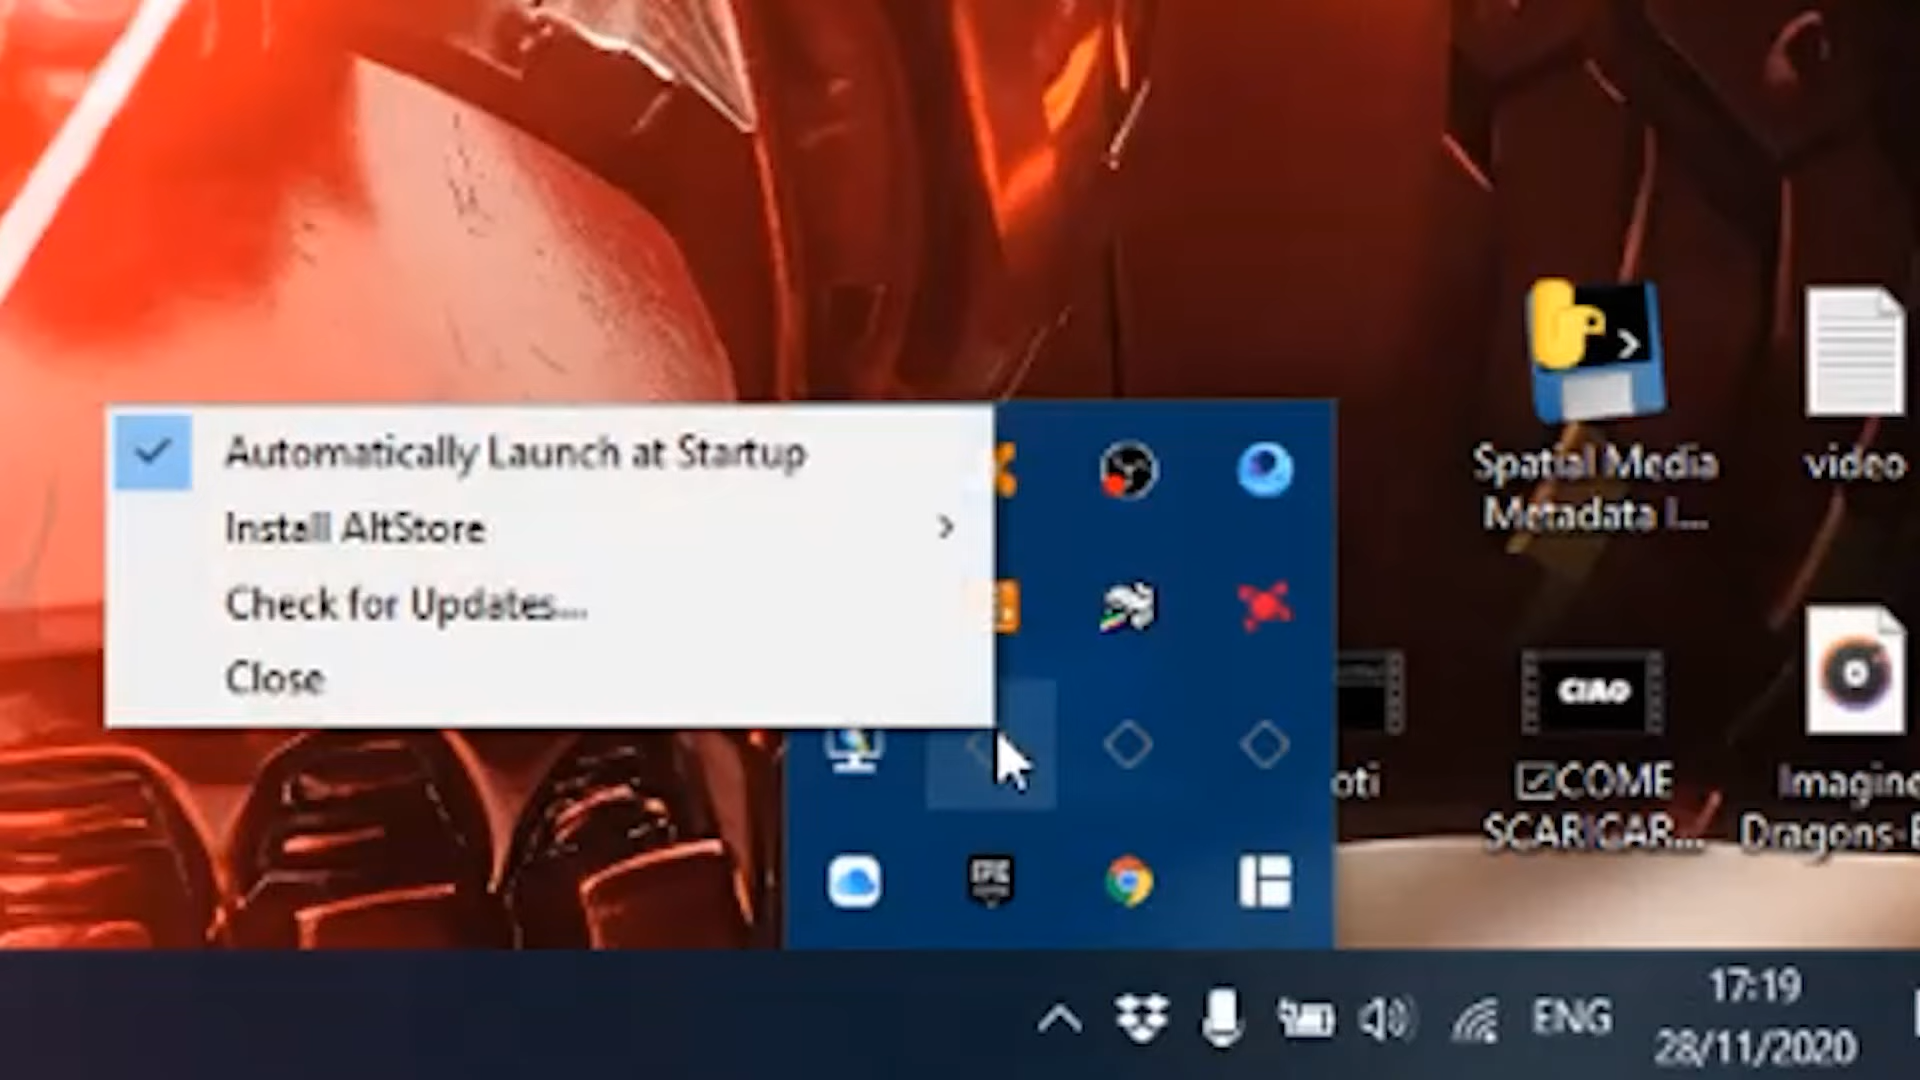 Automatically Launch at Startup
Install AltStore
Check for Updates...
Close
Spatial Media
Metadata I...
video
CIAO
oti
☑COME
SCARICAR...
Imagine
Dragons-
EPIC
ENG
17:19
28/11/2020